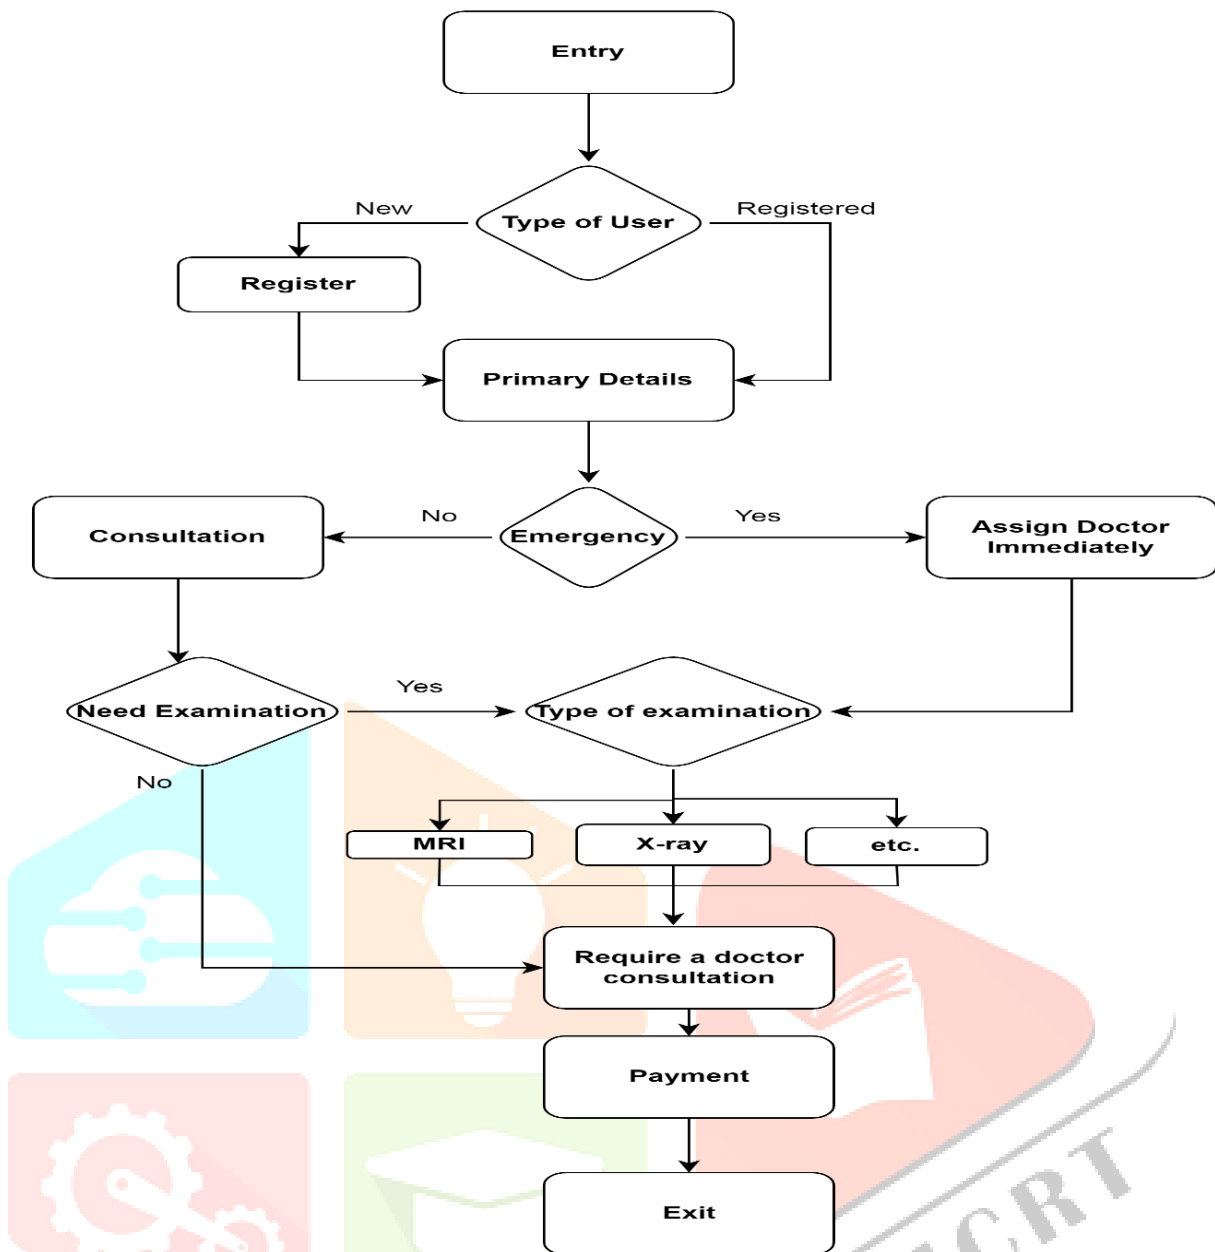 Entry
New
Registered
Type of User
Register
Primary Details
No
Yes
Consultation
Emergency
Assign Doctor
Immediately
Yes
Need Examination
Type of examination
No
MRI
X-ray
etc.
Require a doctor
consultation
Payment
Exit